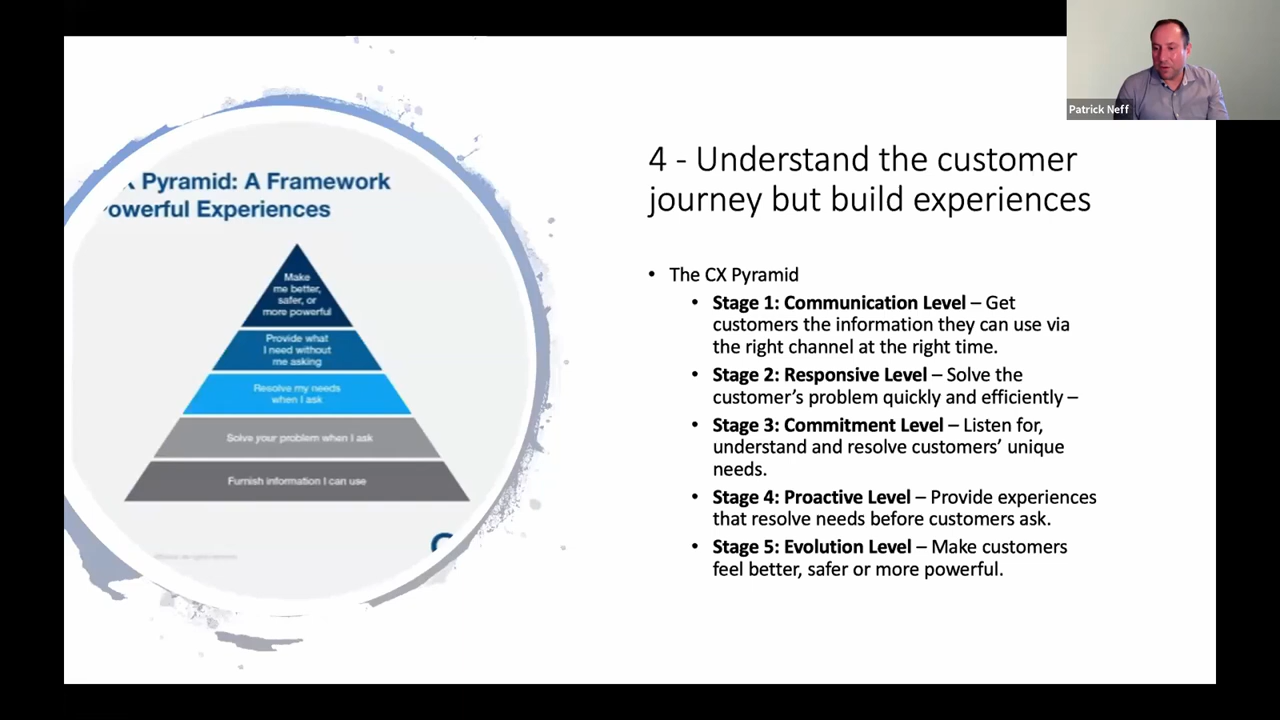 Patrick Neff
Pyramid: A Framework
Powerful Experiences
Make
me better,
safer, or
more powerful
Provide what
I need without
me asking
Resolve my needs
when I ask
Solve your problem when I ask
Furnish information I can use
4 - Understand the customer
journey but build experiences
• The CX Pyramid
• Stage 1: Communication Level – Get
customers the information they can use via
the right channel at the right time.
• Stage 2: Responsive Level – Solve the
customer’s problem quickly and efficiently –
• Stage 3: Commitment Level – Listen for,
understand and resolve customers’ unique
needs.
• Stage 4: Proactive Level – Provide experiences
that resolve needs before customers ask.
• Stage 5: Evolution Level – Make customers
feel better, safer or more powerful.